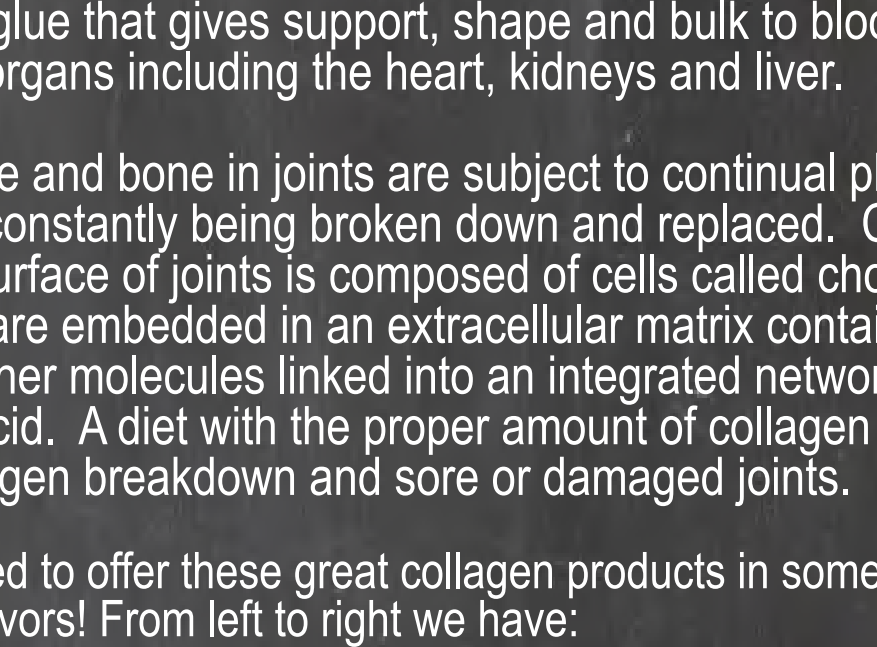 glue that gives support, shape and bulk to bloo
organs including the heart, kidneys and liver.
e and bone in joints are subject to continual pl
constantly being broken down and replaced. C
urface of joints is composed of cells called cho
are embedded in an extracellular matrix contai
her molecules linked into an integrated networ
cid. A diet with the proper amount of collagen
gen breakdown and sore or damaged joints.
ed to offer these great collagen products in some
vors! From left to right we have: